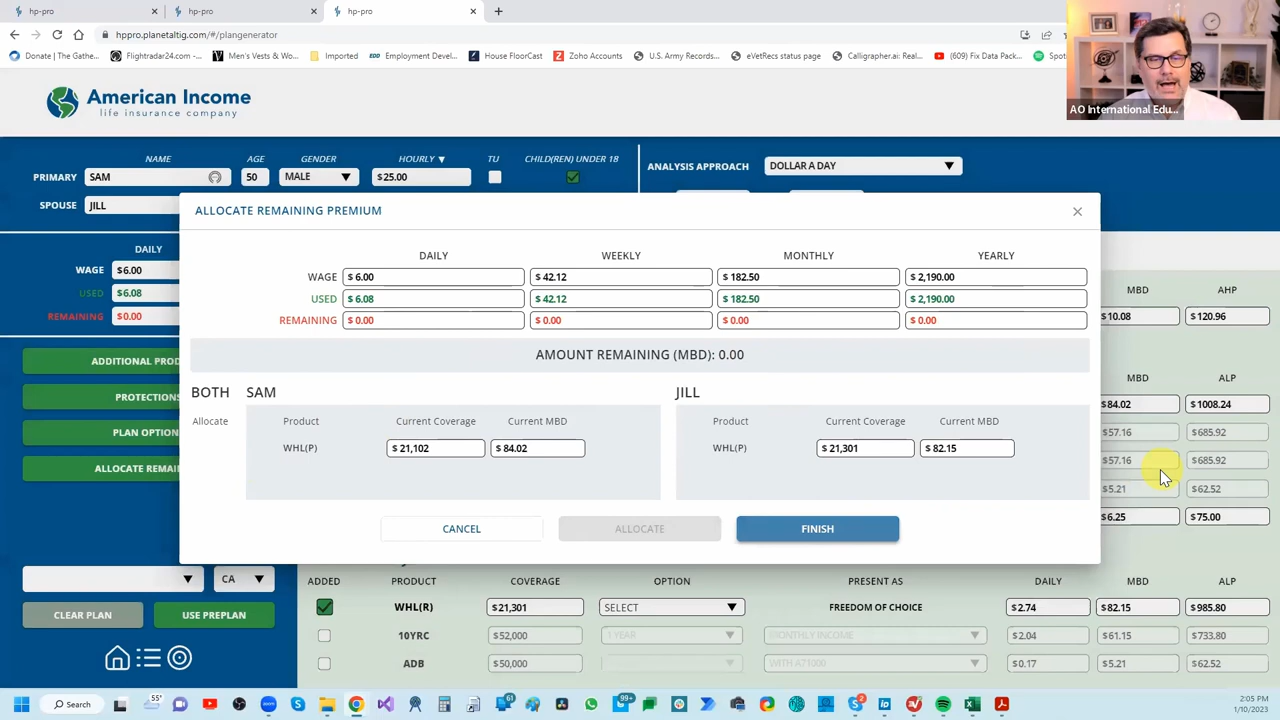 hp-pro
hp-pro
hp-pro
hppro.planetaltig.com/#/plangenerator
Donate | The Gathe...
Flightradar24.com -...
Men's Vests & Wo...
Imported
EDD
Employment Devel...
House FloorCast
Zoho Accounts
U.S. Army Records...
eVetRecs status page
Calligrapher.ai: Real...
(609) Fix Data Pack...
Spot
AO International Edu...
American Income
life insurance company
NAME AGE GENDER HOURLY ▼ TU CHILD(REN) UNDER 18
PRIMARY SAM 50 MALE $25.00
ANALYSIS APPROACH DOLLAR A DAY
SPOUSE JILL
DAILY
WAGE $6.00
USED $6.08
REMAINING $0.00
ADDITIONAL PROD
PROTECTIONS
PLAN OPTION
ALLOCATE REMAI
ALLOCATE REMAINING PREMIUM
DAILY WEEKLY MONTHLY YEARLY
WAGE $ 6.00 $ 42.12 $ 182.50 $ 2,190.00
USED $ 6.08 $ 42.12 $ 182.50 $ 2,190.00
REMAINING $ 0.00 $ 0.00 $ 0.00 $ 0.00
AMOUNT REMAINING (MBD): 0.00
BOTH SAM JILL
Allocate Product Current Coverage Current MBD Product Current Coverage Current MBD
WHL(P) $ 21,102 $ 84.02 WHL(P) $ 21,301 $ 82.15
CANCEL ALLOCATE FINISH
MBD AHP
$10.08 $120.96
MBD ALP
$84.02 $1008.24
$57.16 $685.92
$57.16 $685.92
$5.21 $62.52
$6.25 $75.00
CA
CLEAR PLAN USE PREPLAN
ADDED PRODUCT COVERAGE OPTION PRESENT AS DAILY MBD ALP
WHL(R) $21,301 SELECT FREEDOM OF CHOICE $2.74 $82.15 $985.80
10YRC $52,000 1 YEAR MONTHLY INCOME $2.04 $61.15 $733.80
ADB $50,000 WITH AT1000 $0.17 $5.21 $62.52
Search
55°
61
99+
2
2:05 PM
1/10/2023